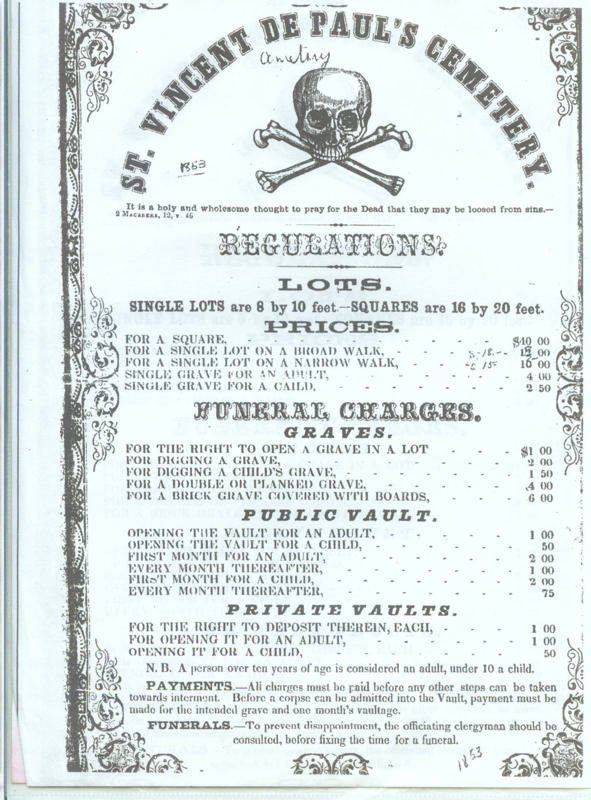 ST. VINCENT DE PAUL'S CEMETERY.
Cemetery
1853
It is a holy and wholesome thought to pray for the Dead that they may be loosed from sins.—
2 MACABEES, 12, v. 46
REGULATIONS.
LOTS.
SINGLE LOTS are 8 by 10 feet—SQUARES are 16 by 20 feet.
PRICES.
FOR A SQUARE, $40 00
FOR A SINGLE LOT ON A BROAD WALK, - - - - 18.-- 12 00
FOR A SINGLE LOT ON A NARROW WALK, - - - 15 10 00
SINGLE GRAVE FOR AN ADULT, - - - - - - 4 00
SINGLE GRAVE FOR A CAILD, - - - - - - 2 50
FUNERAL CHARGES.
GRAVES.
FOR THE RIGHT TO OPEN A GRAVE IN A LOT - - - - $1 00
FOR DIGGING A GRAVE, - - - - - - - 2 00
FOR DIGGING A CHILD'S GRAVE, - - - - - - 1 50
FOR A DOUBLE OR PLANKED GRAVE, - - - - - 4 00
FOR A BRICK GRAVE COVERED WITH BOARDS, - - - - 6 00
PUBLIC VAULT.
OPENING THE VAULT FOR AN ADULT, - - - - - 1 00
OPENING THE VAULT FOR A CHILD, - - - - - 50
FIRST MONTH FOR AN ADULT, - - - - - - 2 00
EVERY MONTH THEREAFTER, - - - - - - 1 00
FIRST MONTH FOR A CHILD, - - - - - - 2 00
EVERY MONTH THEREAFTER, - - - - - - 75
PRIVATE VAULTS.
FOR THE RIGHT TO DEPOSIT THEREIN, EACH, - - - - 1 00
FOR OPENING IT FOR AN ADULT, - - - - - - 1 00
OPENING IT FOR A CHILD, - - - - - - 50
N. B. A person over ten years of age is considered an adult, under 10 a child.
PAYMENTS.—All charges must be paid before any other steps can be taken
towards interment. Before a corpse can be admitted into the Vault, payment must be
made for the intended grave and one month's vaultage.
FUNERALS.—To prevent disappointment, the officiating clergyman should be
consulted, before fixing the time for a funeral.
1853